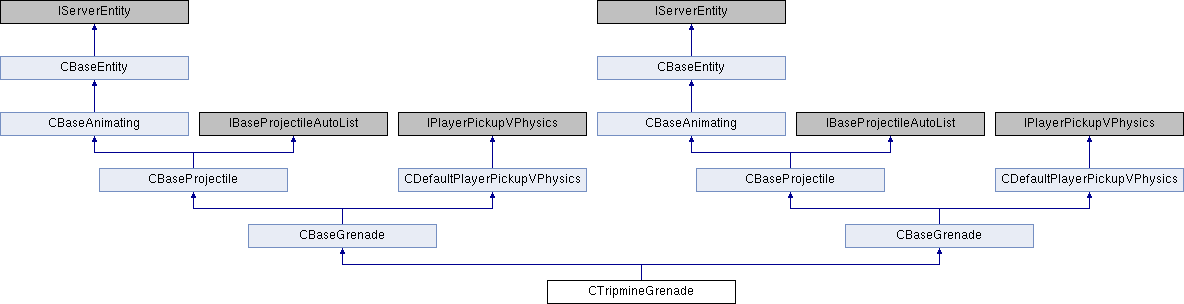 IServerEntity
IServerEntity
CBaseEntity
CBaseEntity
CBaseAnimating
IBaseProjectileAutoList
IPlayerPickupVPhysics
CBaseAnimating
IBaseProjectileAutoList
IPlayerPickupVPhysics
CBaseProjectile
CDefaultPlayerPickupVPhysics
CBaseProjectile
CDefaultPlayerPickupVPhysics
CBaseGrenade
CBaseGrenade
CTripmineGrenade